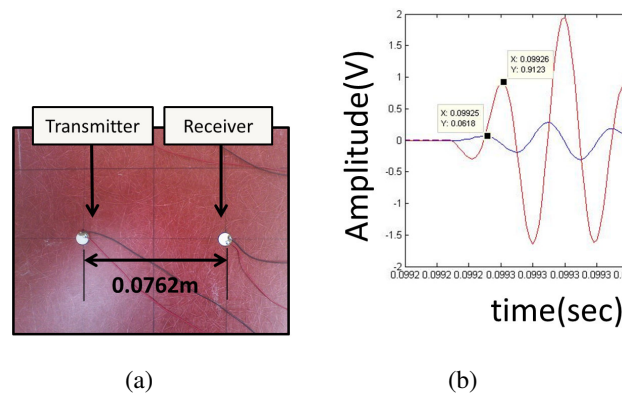 Transmitter
Receiver
0.0762m
(a)
Amplitude(V)
2
1.5
1
0.5
0
-0.5
-1
-1.5
-2
X: 0.09926
Y: 0.9123
X: 0.09925
Y: 0.0618
0.0992 0.0992 0.0992 0.0993 0.0993 0.0993 0.0993
time(sec)
(b)